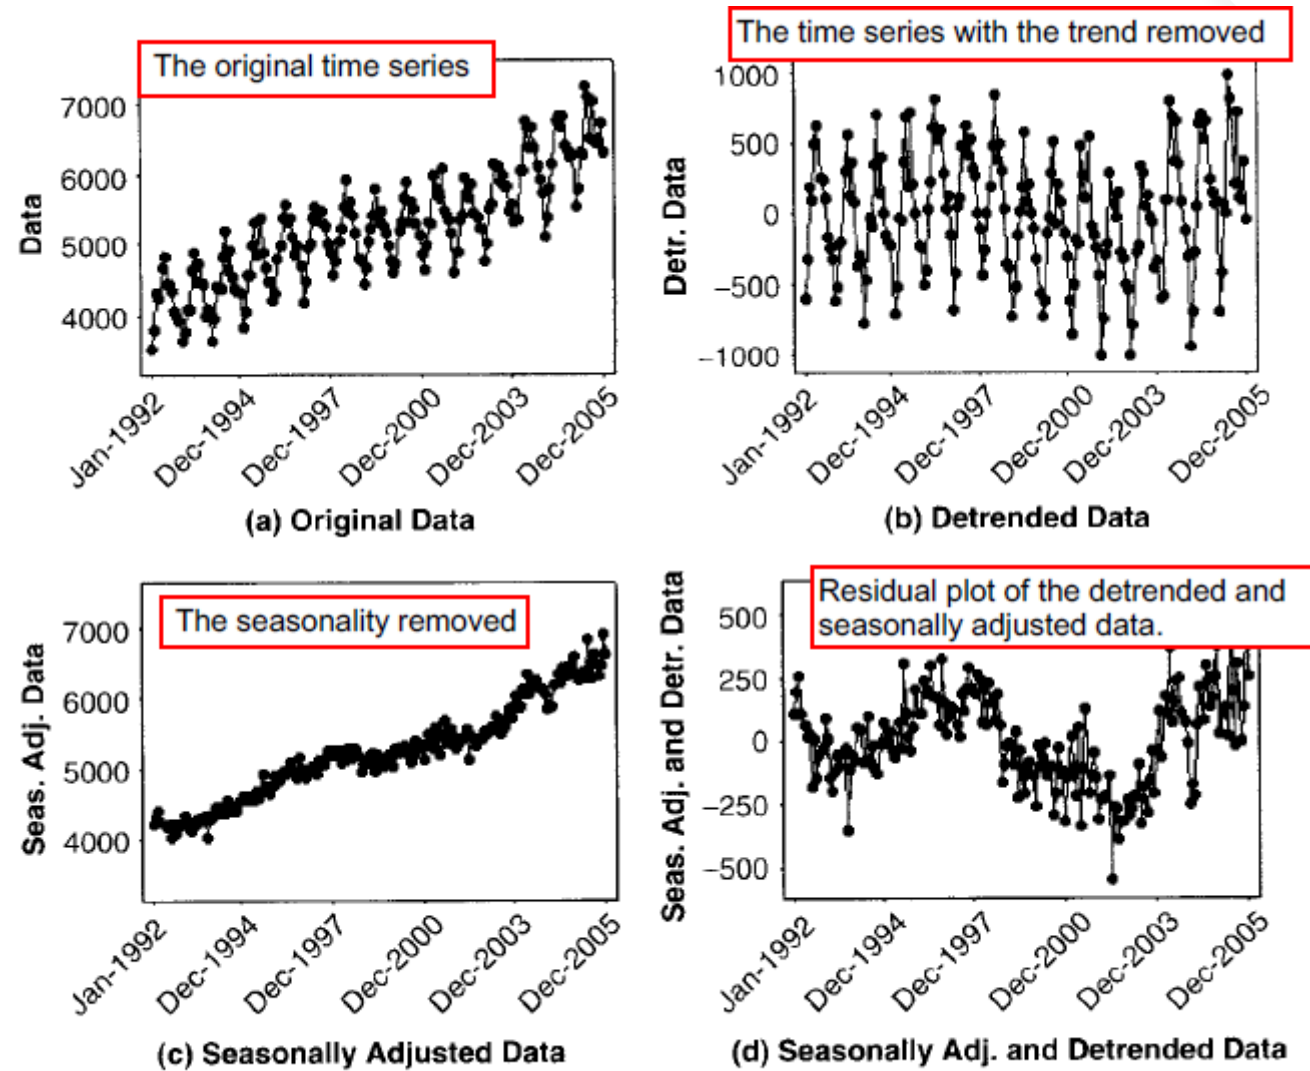 The original time series
7000
6000
5000
4000
Data
Jan-1992
Dec-1994
Dec-1997
Dec-2000
Dec-2003
Dec-2005
(a) Original Data
The time series with the trend removed
1000
500
0
−500
−1000
Detr. Data
Jan-1992
Dec-1994
Dec-1997
Dec-2000
Dec-2003
Dec-2005
(b) Detrended Data
The seasonality removed
7000
6000
5000
4000
Seas. Adj. Data
Jan-1992
Dec-1994
Dec-1997
Dec-2000
Dec-2003
Dec-2005
(c) Seasonally Adjusted Data
Residual plot of the detrended and
seasonally adjusted data.
500
250
0
−250
−500
Seas. Adj. and Detr. Data
Jan-1992
Dec-1994
Dec-1997
Dec-2000
Dec-2003
Dec-2005
(d) Seasonally Adj. and Detrended Data